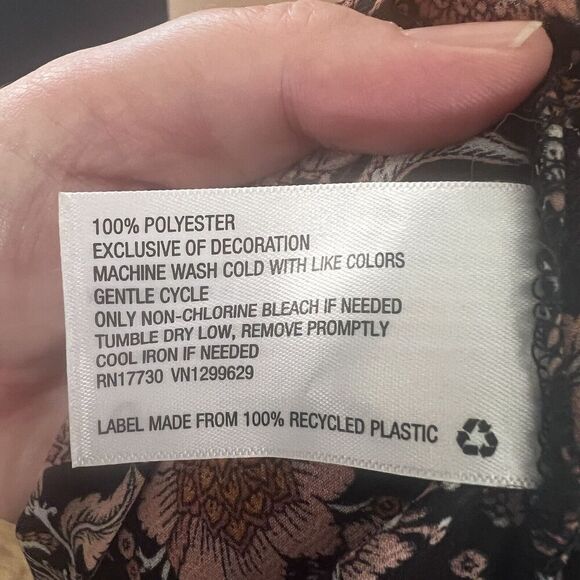 100% POLYESTER
EXCLUSIVE OF DECORATION
MACHINE WASH COLD WITH LIKE COLORS
GENTLE CYCLE
ONLY NON-CHLORINE BLEACH IF NEEDED
TUMBLE DRY LOW, REMOVE PROMPTLY
COOL IRON IF NEEDED
RN17730 VN1299629
LABEL MADE FROM 100% RECYCLED PLASTIC